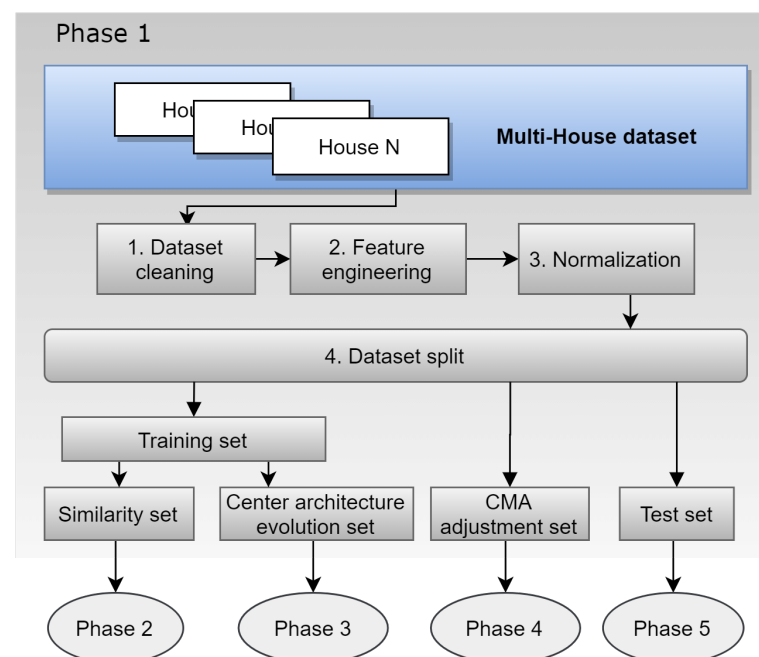 Phase 1
House N
Multi-House dataset
1. Dataset
cleaning
2. Feature
engineering
3. Normalization
4. Dataset split
Training set
Similarity set
Center architecture
evolution set
CMA
adjustment set
Test set
Phase 2
Phase 3
Phase 4
Phase 5